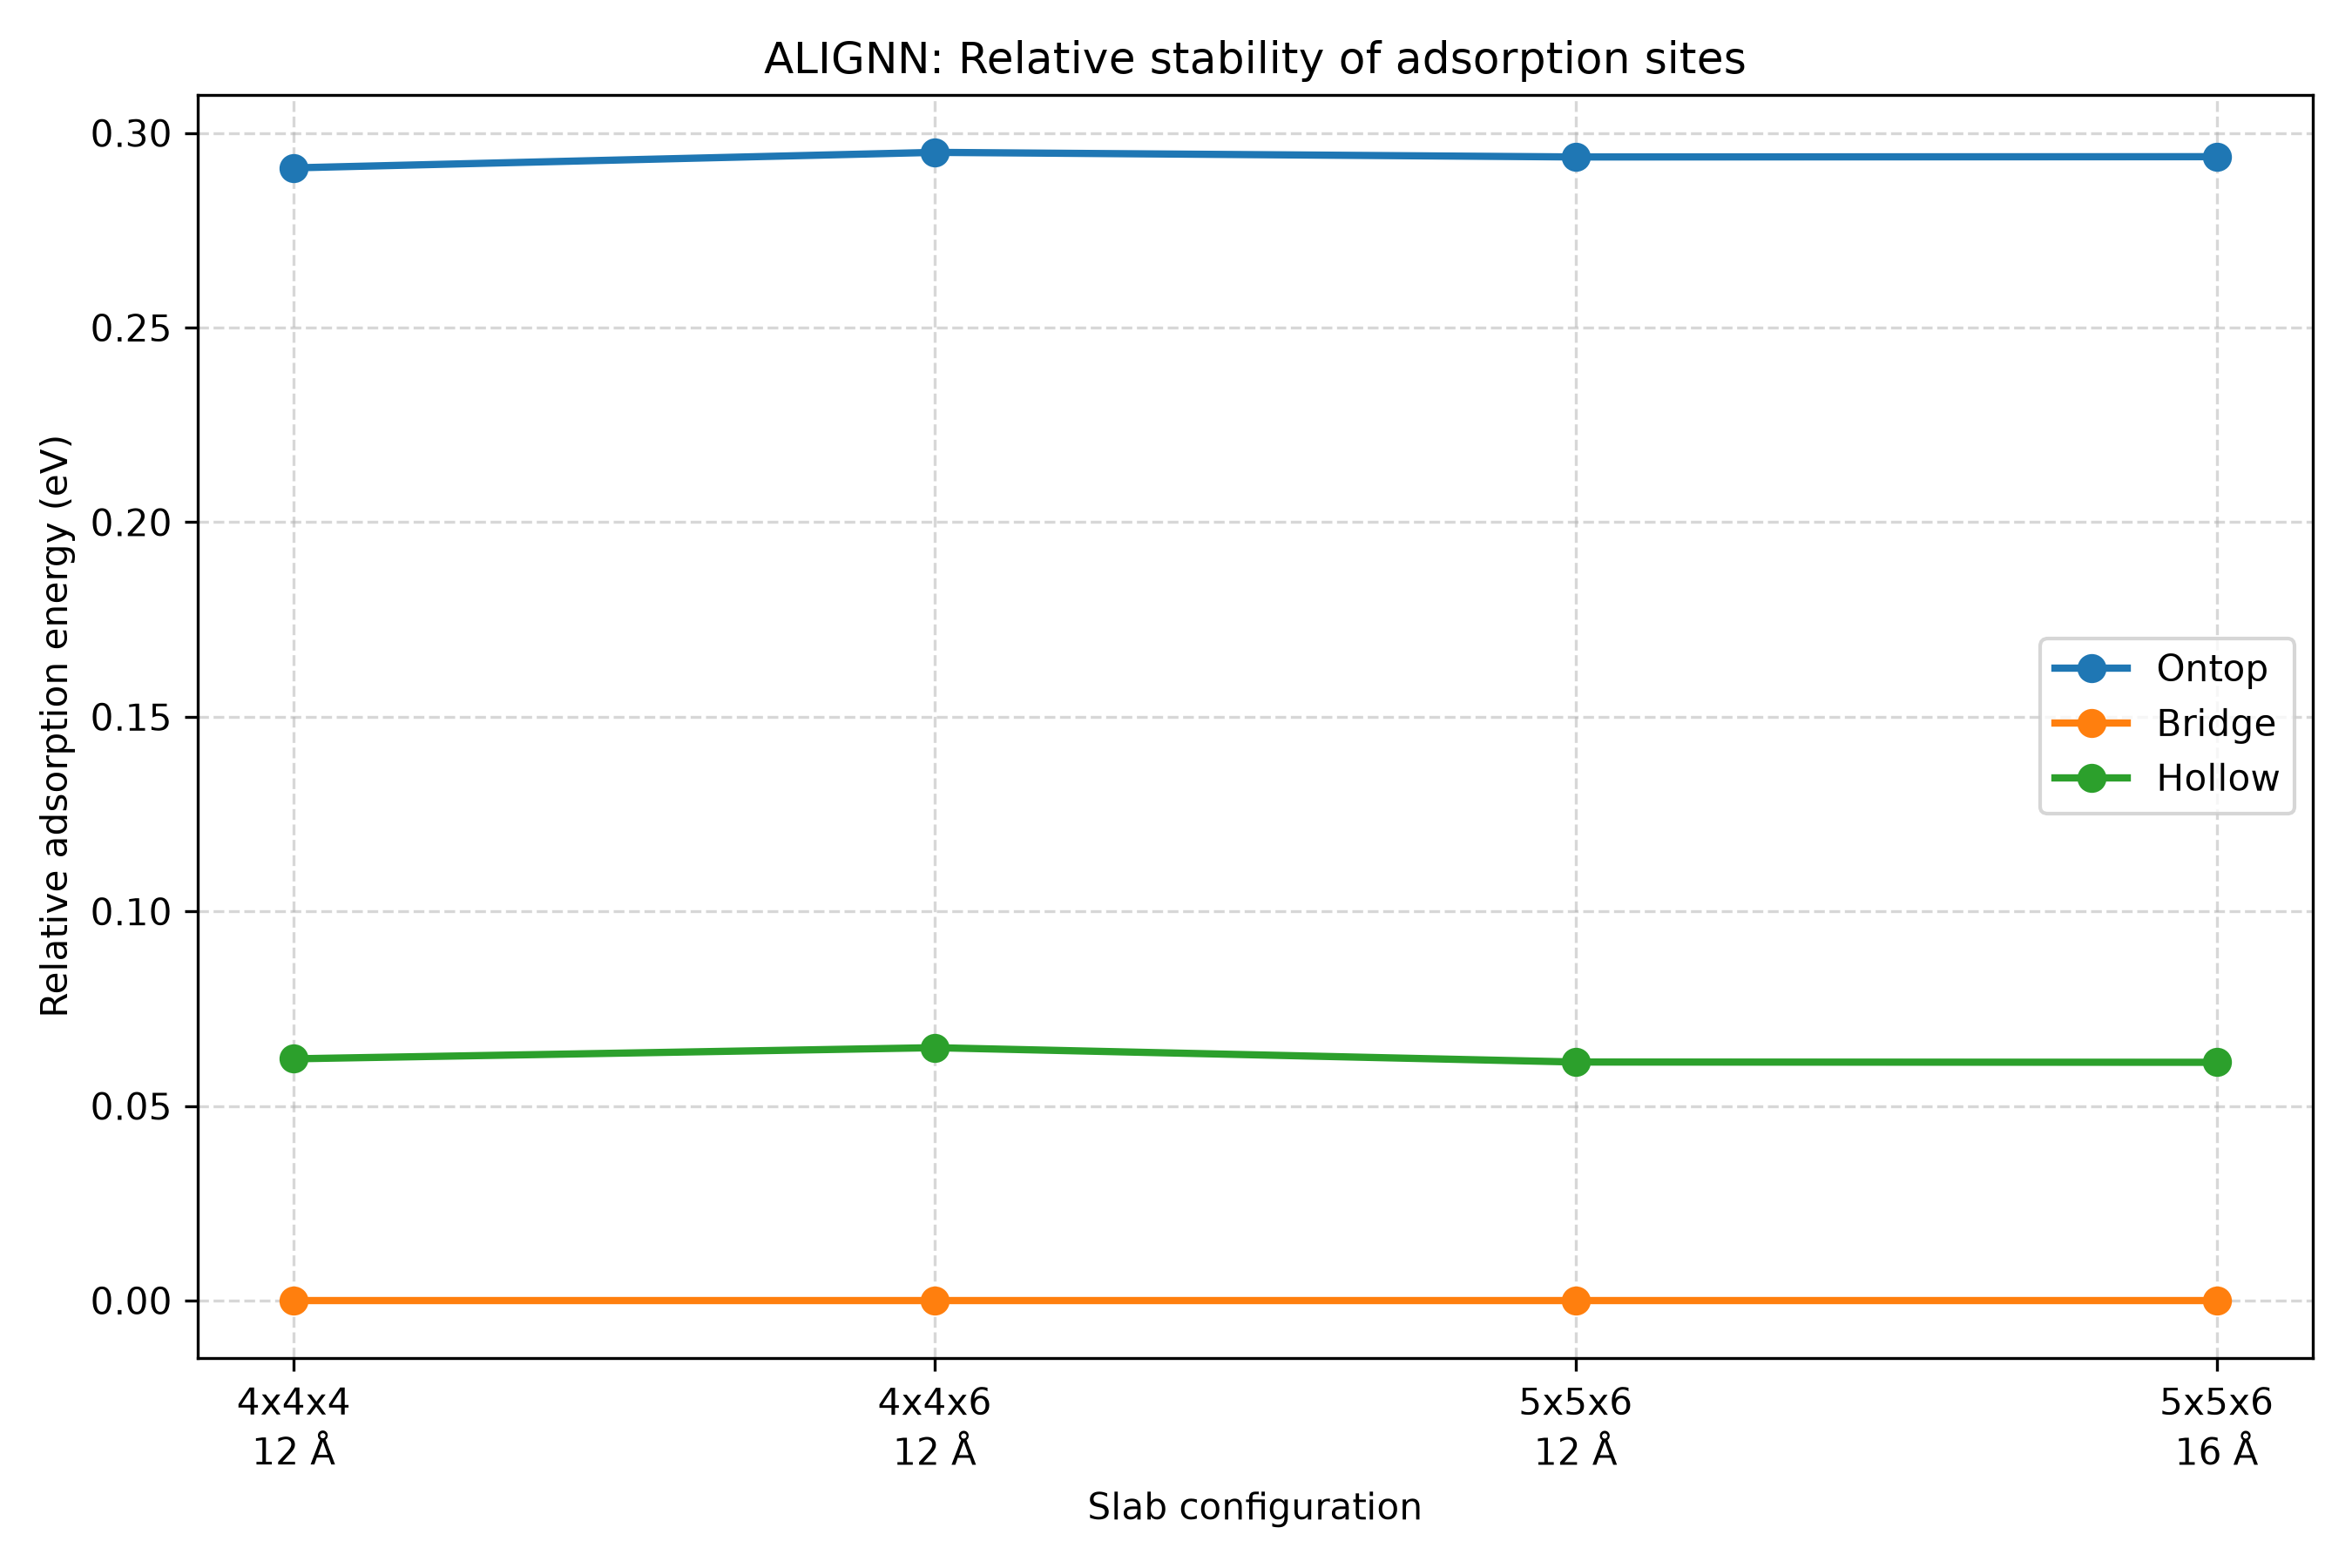 ALIGNN: Relative stability of adsorption sites
Relative adsorption energy (eV)
0.30
0.25
0.20
0.15
0.10
0.05
0.00
Ontop
Bridge
Hollow
4x4x4
12 Å
4x4x6
12 Å
5x5x6
12 Å
5x5x6
16 Å
Slab configuration